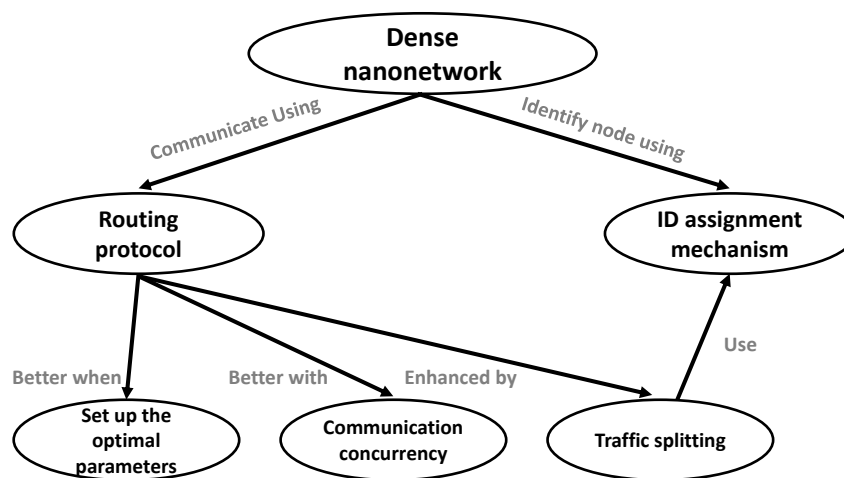 Dense
nanonetwork
Communicate Using
Identify node using
Routing
protocol
ID assignment
mechanism
Better when
Better with
Enhanced by
Use
Set up the
optimal
parameters
Communication
concurrency
Traffic splitting